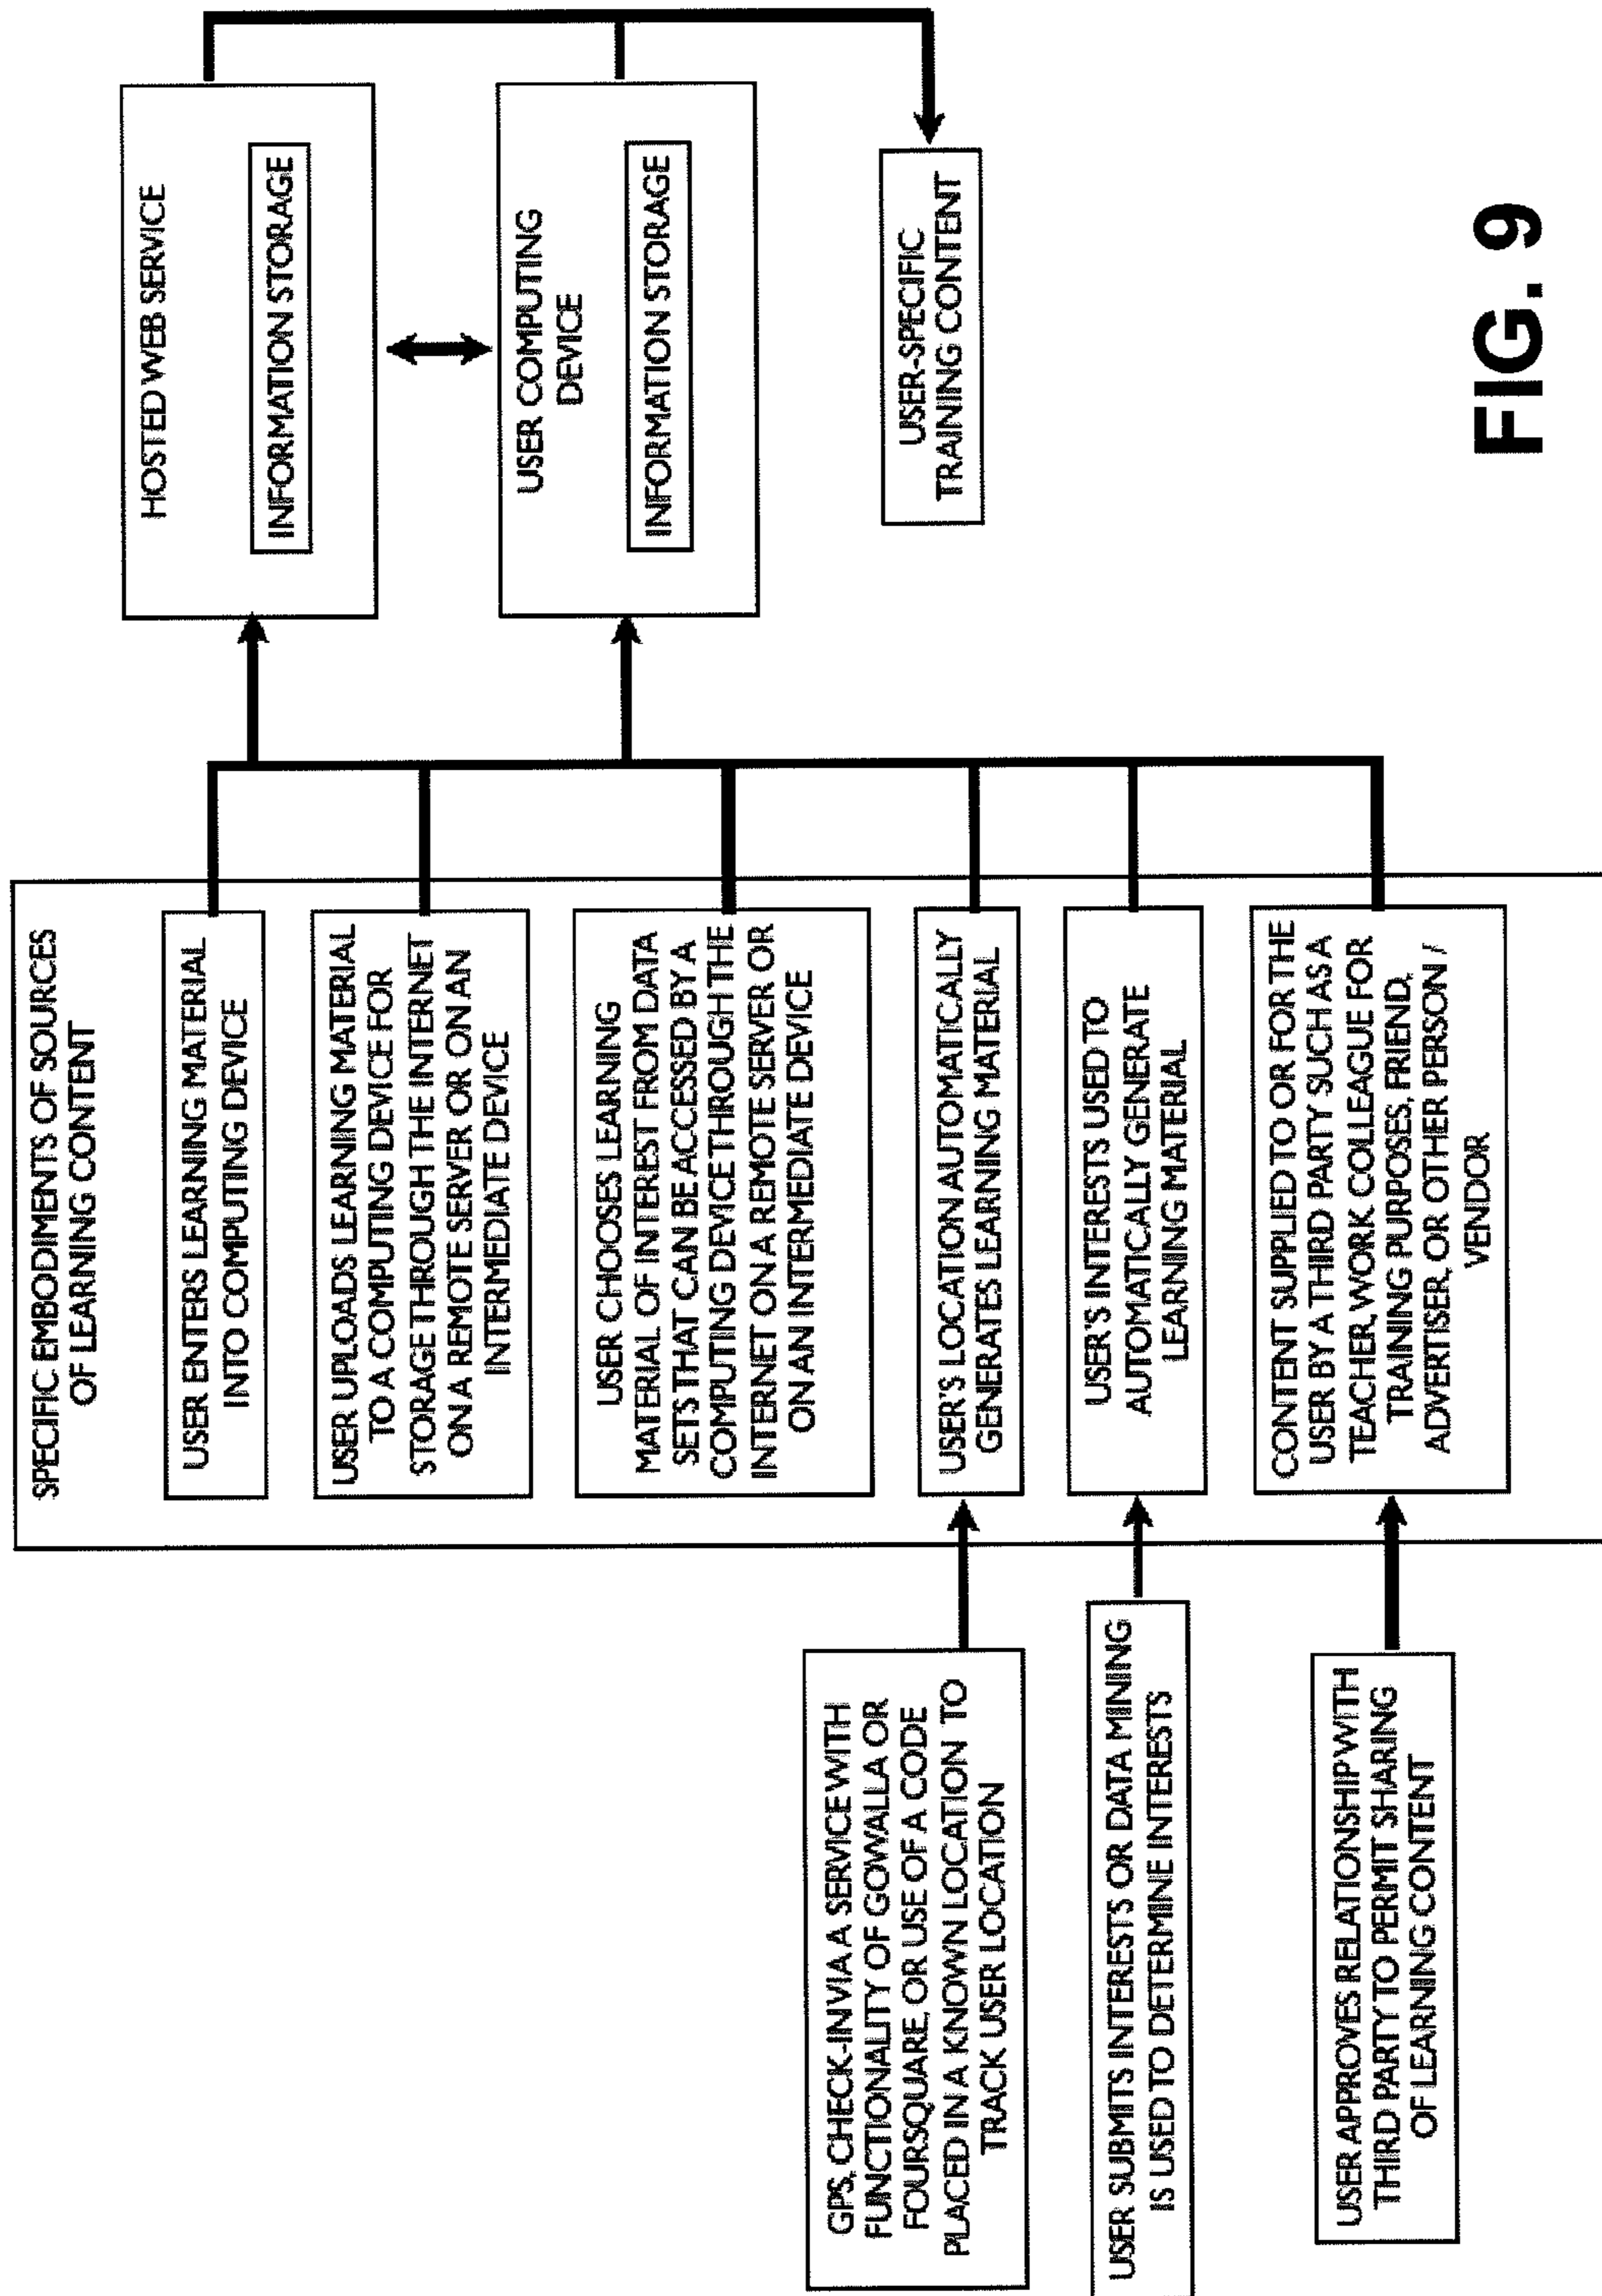 SPECIFIC EMBODIMENTS OF SOURCES
OF LEARNING CONTENT
USER ENTERS LEARNING MATERIAL
INTO COMPUTING DEVICE
USER UPLOADS LEARNING MATERIAL
TO A COMPUTING DEVICE FOR
STORAGE THROUGH THE INTERNET
ON A REMOTE SERVER OR ON AN
INTERMEDIATE DEVICE
USER CHOOSES LEARNING
MATERIAL OF INTEREST FROM DATA
SETS THAT CAN BE ACCESSED BY A
COMPUTING DEVICE THROUGH THE
INTERNET ON A REMOTE SERVER OR
ON AN INTERMEDIATE DEVICE
GPS, CHECK-IN VIA A SERVICE WITH
FUNCTIONALITY OF GOWALLA OR
FOURSQUARE, OR USE OF A CODE
PLACED IN A KNOWN LOCATION TO
TRACK USER LOCATION
USER'S LOCATION AUTOMATICALLY
GENERATES LEARNING MATERIAL
USER SUBMITS INTERESTS OR DATA MINING
IS USED TO DETERMINE INTERESTS
USER'S INTERESTS USED TO
AUTOMATICALLY GENERATE
LEARNING MATERIAL
USER APPROVES RELATIONSHIP WITH
THIRD PARTY TO PERMIT SHARING
OF LEARNING CONTENT
CONTENT SUPPLIED TO OR FOR THE
USER BY A THIRD PARTY SUCH AS A
TEACHER, WORK COLLEAGUE FOR
TRAINING PURPOSES, FRIEND,
ADVERTISER, OR OTHER PERSON /
VENDOR
HOSTED WEB SERVICE
INFORMATION STORAGE
USER COMPUTING
DEVICE
INFORMATION STORAGE
USER-SPECIFIC
TRAINING CONTENT
FIG. 9